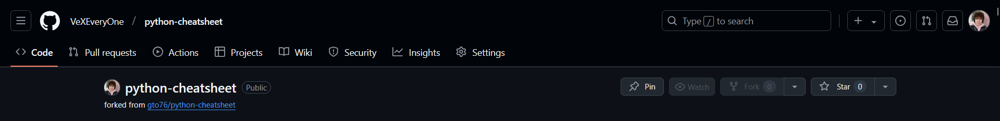 VeXEveryOne / python-cheatsheet Type / to search
Code Pull requests Actions Projects Wiki Security Insights Settings
python-cheatsheet Public Pin Watch Fork 0 Star 0
forked from gto76/python-cheatsheet